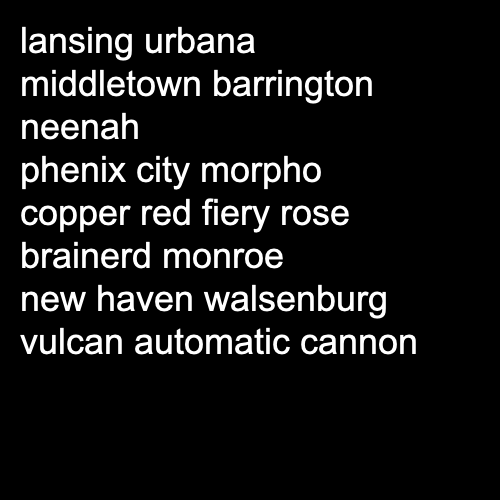 lansing urbana
middletown barrington
neenah
phenix city morpho
copper red fiery rose
brainerd monroe
new haven walsenburg
vulcan automatic cannon